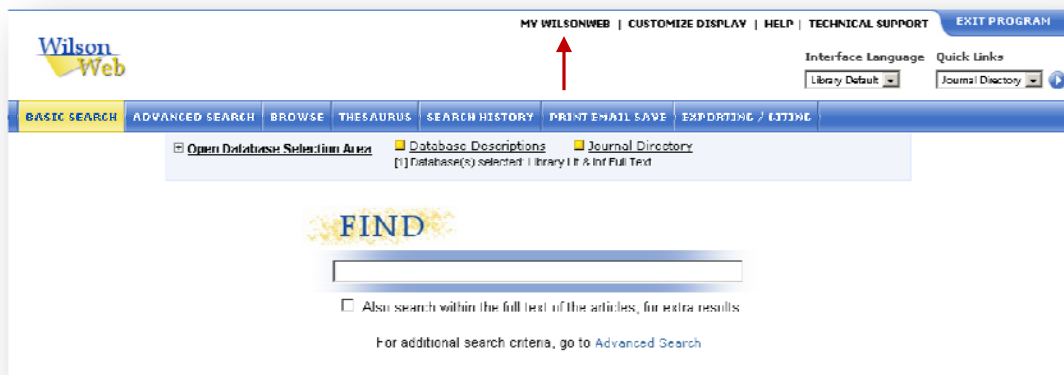 MY WILSONWEB | CUSTOMIZE DISPLAY | HELP | TECHNICAL SUPPORT EXIT PROGRAM
Wilson
Web
Interface Language Quick Links
Library Default Journal Directory
BASIC SEARCH ADVANCED SEARCH BROWSE THESAURUS SEARCH HISTORY PRINT EMAIL SAVE EXPORTING / CITING
Open Database Selection Area Database Descriptions Journal Directory
[1] Database(s) selected: Library Lit & Inf Full Text
FIND
Also search within the full text of the articles, for extra results
For additional search criteria, go to Advanced Search